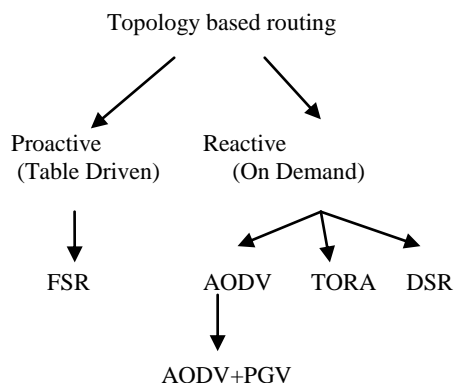 Topology based routing
Proactive Reactive
(Table Driven) (On Demand)
FSR AODV TORA DSR
AODV+PGV